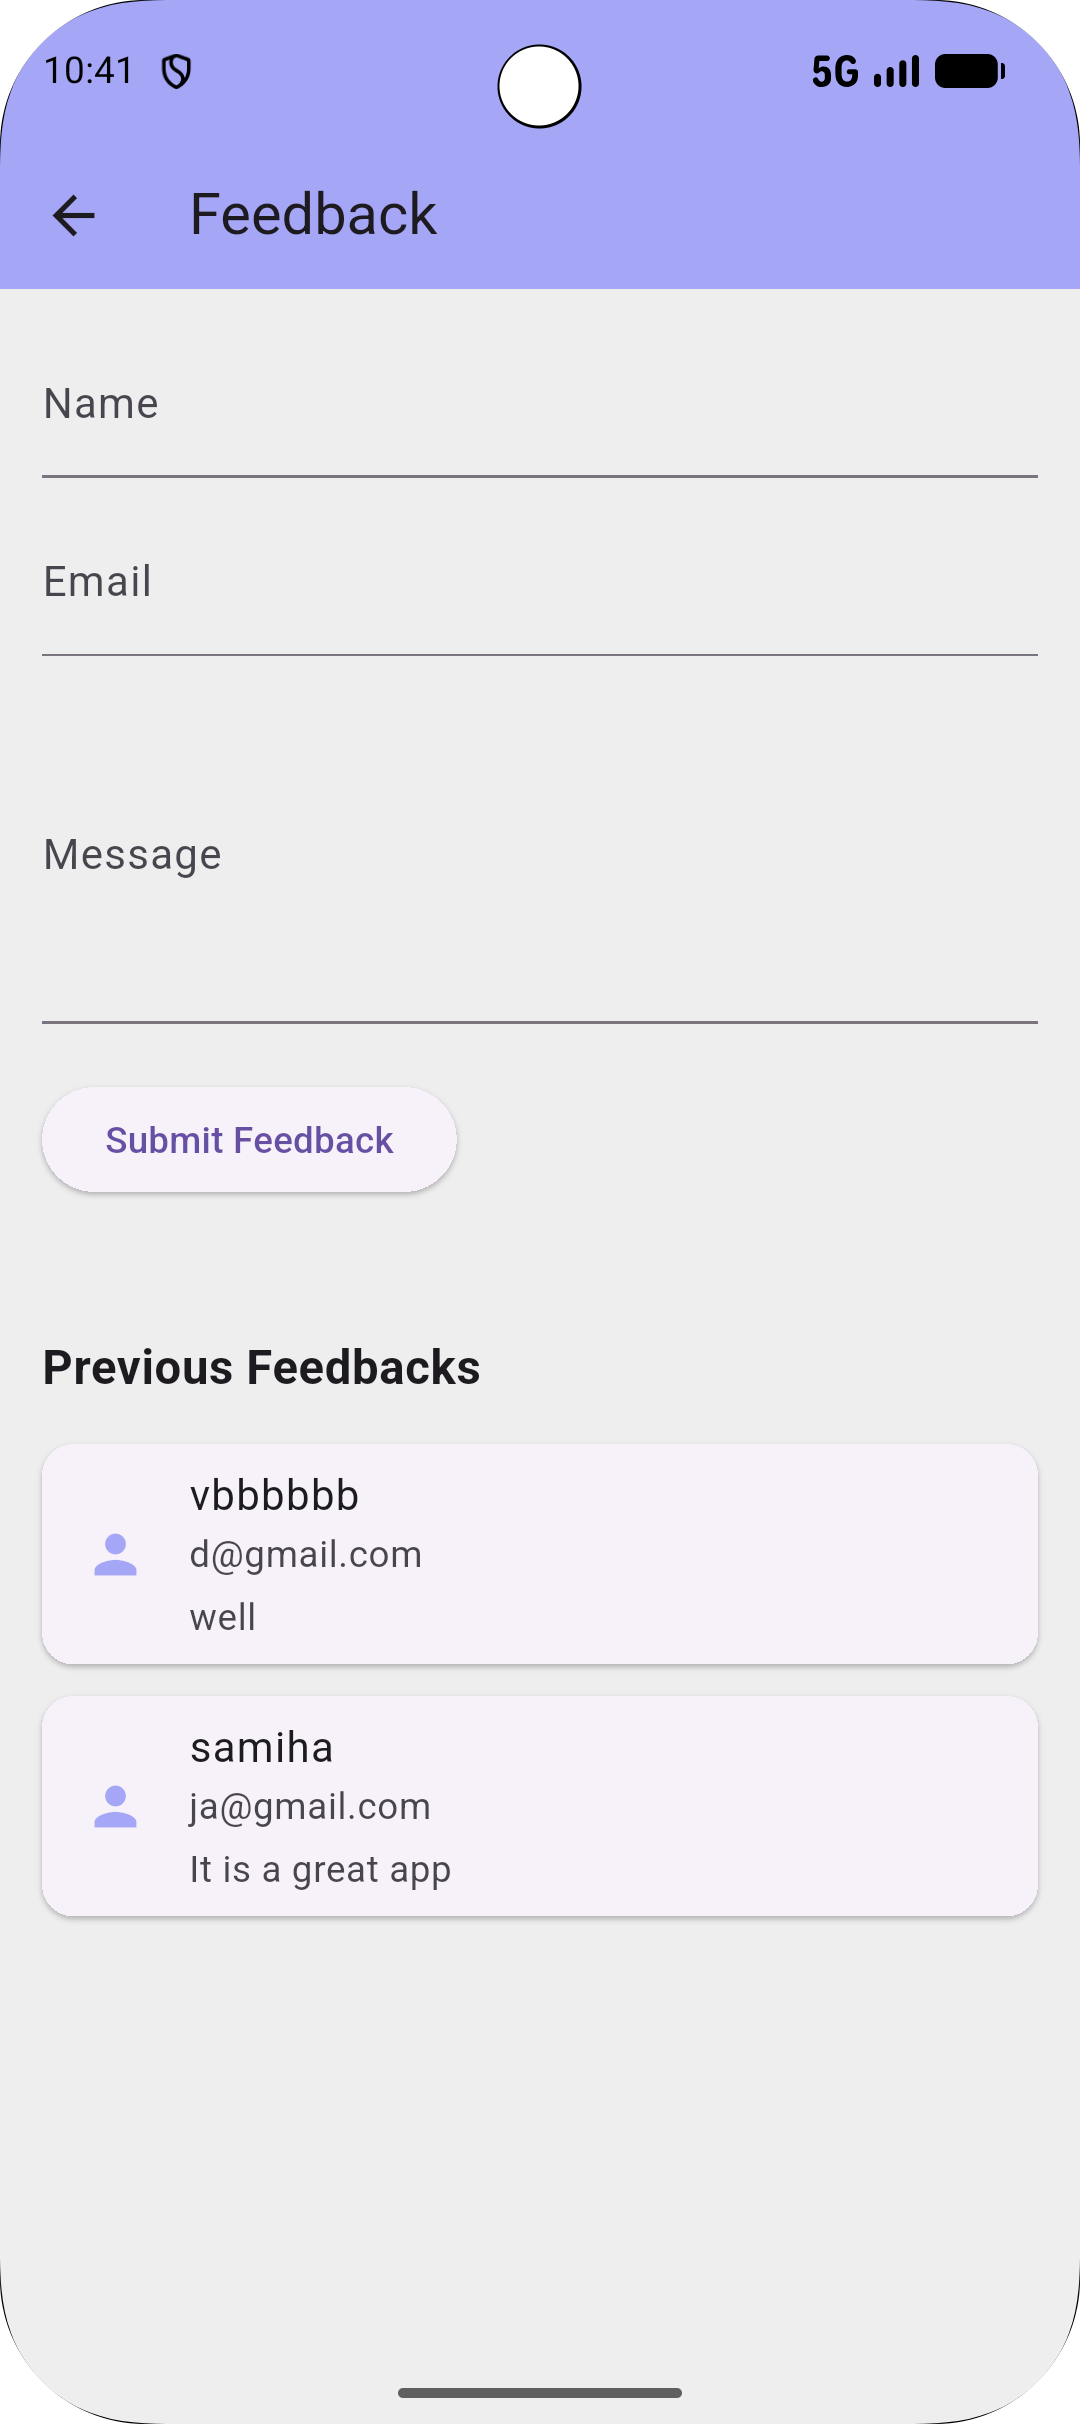 10:41
5G
Feedback
Name
Email
Message
Submit Feedback
Previous Feedbacks
vbbbbbb
d@gmail.com
well
samiha
ja@gmail.com
It is a great app